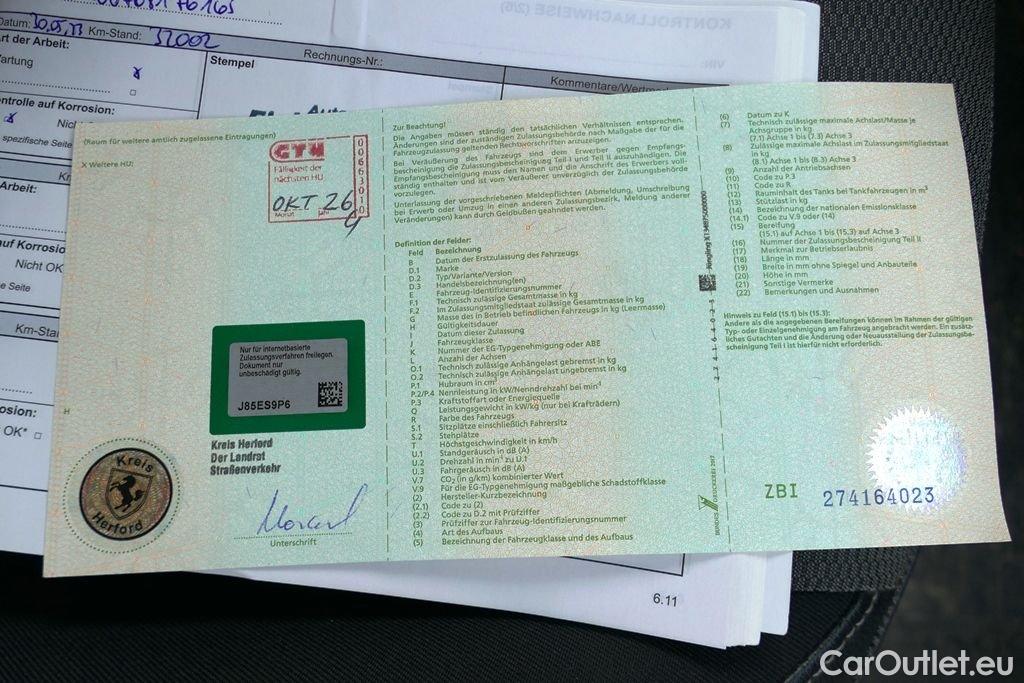 Datum: 30,05,23 Km-Stand: 32002
Art der Arbeit:
Rechnungs-Nr.:
Stempel
Kommentare/Wertmarke
KONTROLLNACHWEISE (2/6)
Wartung
Kontrolle auf Korrosion:
spezifische Seite
Arbeit:
auf Korrosion
Nicht OK
e Seite
Km-Stan
osion:
OK*
(Raum für weitere amtlich zugelassene Eintragungen)
X Weitere HU:
GTÜ
Fälligkeit der
nächsten HU
OKT 26
Monat Jahr
Nur für internetbasierte
Zulassungsverfahren freilegen.
Dokument nur
unbeschädigt gültig.
J85ES9P6
H
Kreis Herford
Der Landrat
Straßenverkehr
Kreis
Herford
Unterschrift
Zur Beachtung!
Die Angaben müssen ständig den tatsächlichen Verhältnissen entsprechen.
Änderungen sind der zuständigen Zulassungsbehörde nach Maßgabe der für die
Fahrzeugzulassung geltenden Rechtsvorschriften anzuzeigen.
Bei Veräußerung des Fahrzeugs sind dem Erwerber gegen Empfangs-
bescheinigung Zulassungsbescheinigung Teil I und Teil II auszuhändigen. Die
Empfangsbescheinigung muss den Namen und die Anschrift des Erwerbers voll-
ständig enthalten und ist vom Veräußerer unverzüglich der Zulassungsbehörde
vorzulegen.
Unterlassung der vorgeschriebenen Meldepflichten (Abmeldung, Umschreibung
bei Erwerb oder Umzug in einen anderen Zulassungsbezirk, Meldung anderer
Veränderungen) kann durch Geldbußen geahndet werden.
Definition der Felder:
Feld Bezeichnung
B Datum der Erstzulassung des Fahrzeugs
D.1 Marke
D.2 Typ/Variante/Version
D.3 Handelsbezeichnung(en)
E Fahrzeug-Identifizierungsnummer
F.1 Technisch zulässige Gesamtmasse in kg
F.2 Im Zulassungsmitgliedstaat zulässige Gesamtmasse in kg
G Masse des in Betrieb befindlichen Fahrzeugs in kg (Leermasse)
H Gültigkeitsdauer
I Datum dieser Zulassung
J Fahrzeugklasse
K Nummer der EG-Typgenehmigung oder ABE
L Anzahl der Achsen
O.1 Technisch zulässige Anhängelast gebremst in kg
O.2 Technisch zulässige Anhängelast ungebremst in kg
P.1 Hubraum in cm³
P.2/P.4 Nennleistung in kW/Nenndrehzahl bei min⁻¹
P.3 Kraftstoffart oder Energiequelle
Q Leistungsgewicht in kW/kg (nur bei Krafträdern)
R Farbe des Fahrzeugs
S.1 Sitzplätze einschließlich Fahrersitz
S.2 Stehplätze
T Höchstgeschwindigkeit in km/h
U.1 Standgeräusch in dB (A)
U.2 Drehzahl in min⁻¹ zu U.1
U.3 Fahrgeräusch in dB (A)
V.7 CO₂ (in g/km) kombinierter Wert
V.9 Für die EG-Typgenehmigung maßgebliche Schadstoffklasse
(2) Hersteller-Kurzbezeichnung
(2.1) Code zu (2)
(2.2) Code zu D.2 mit Prüfziffer
(3) Prüfziffer zur Fahrzeug-Identifizierungsnummer
(4) Art des Aufbaus
(5) Bezeichnung der Fahrzeugklasse und des Aufbaus
(6) Datum zu K
(7) Technisch zulässige maximale Achslast/Masse je
Achsgruppe in kg
(7.1) Achse 1 bis (7.3) Achse 3
(8) Zulässige maximale Achslast im Zulassungsmitgliedstaat
in kg
(8.1) Achse 1 bis (8.3) Achse 3
(9) Anzahl der Antriebsachsen
(10) Code zu P.3
(11) Code zu R
(12) Rauminhalt des Tanks bei Tankfahrzeugen in m³
(13) Stützlast in kg
(14) Bezeichnung der nationalen Emissionsklasse
(14.1) Code zu V.9 oder (14)
(15) Bereifung
(15.1) auf Achse 1 bis (15.3) auf Achse 3
(16) Nummer der Zulassungsbescheinigung Teil II
(17) Merkmal zur Betriebserlaubnis
(18) Länge in mm
(19) Breite in mm ohne Spiegel und Anbauteile
(20) Höhe in mm
(21) Sonstige Vermerke
(22) Bemerkungen und Ausnahmen
Hinweis zu Feld (15.1) bis (15.3):
Andere als die angegebenen Bereifungen können im Rahmen der gültigen
Typ- oder Einzelgenehmigung am Fahrzeug angebracht werden. Ein zusätz-
liches Gutachten und die Änderung oder Neuausstellung der Zulassungsbe-
scheinigung Teil I ist hierfür nicht erforderlich.
ZBI 274164023
6.11
CarOutlet.eu